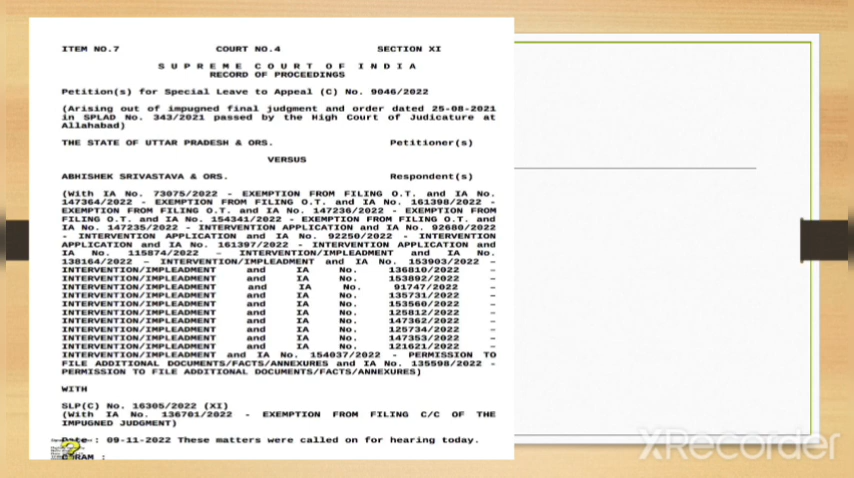 ITEM NO.7 COURT NO.4 SECTION XI
S U P R E M E C O U R T O F I N D I A
RECORD OF PROCEEDINGS
Petition(s) for Special Leave to Appeal (C) No. 9046/2022
(Arising out of impugned final judgment and order dated 25-08-2021
in SPLAD No. 343/2021 passed by the High Court of Judicature at
Allahabad)
THE STATE OF UTTAR PRADESH & ORS. Petitioner(s)
VERSUS
ABHISHEK SRIVASTAVA & ORS. Respondent(s)
(With IA No. 73075/2022 - EXEMPTION FROM FILING O.T. and IA No.
147364/2022 - EXEMPTION FROM FILING O.T. and IA No. 161398/2022 -
EXEMPTION FROM FILING O.T. and IA No. 147236/2022 - EXEMPTION FROM
FILING O.T. and IA No. 154341/2022 - EXEMPTION FROM FILING O.T. and
IA No. 147235/2022 - INTERVENTION APPLICATION and IA No. 92680/2022
- INTERVENTION APPLICATION and IA No. 92250/2022 - INTERVENTION
APPLICATION and IA No. 161397/2022 - INTERVENTION APPLICATION and
IA No. 115874/2022 – INTERVENTION/IMPLEADMENT and IA No.
138164/2022 – INTERVENTION/IMPLEADMENT and IA No. 153903/2022 –
INTERVENTION/IMPLEADMENT and IA No. 136810/2022 –
INTERVENTION/IMPLEADMENT and IA No. 153892/2022 –
INTERVENTION/IMPLEADMENT and IA No. 91747/2022 –
INTERVENTION/IMPLEADMENT and IA No. 135731/2022 –
INTERVENTION/IMPLEADMENT and IA No. 153560/2022 –
INTERVENTION/IMPLEADMENT and IA No. 125812/2022 –
INTERVENTION/IMPLEADMENT and IA No. 147362/2022 –
INTERVENTION/IMPLEADMENT and IA No. 125734/2022 –
INTERVENTION/IMPLEADMENT and IA No. 147353/2022 –
INTERVENTION/IMPLEADMENT and IA No. 121621/2022 –
INTERVENTION/IMPLEADMENT and IA No. 154037/2022 - PERMISSION TO
FILE ADDITIONAL DOCUMENTS/FACTS/ANNEXURES and IA No. 135598/2022 -
PERMISSION TO FILE ADDITIONAL DOCUMENTS/FACTS/ANNEXURES)
WITH
SLP(C) No. 16305/2022 (XI)
(With IA No. 136701/2022 - EXEMPTION FROM FILING C/C OF THE
IMPUGNED JUDGMENT)
Date : 09-11-2022 These matters were called on for hearing today.
CORAM :
XRecorder